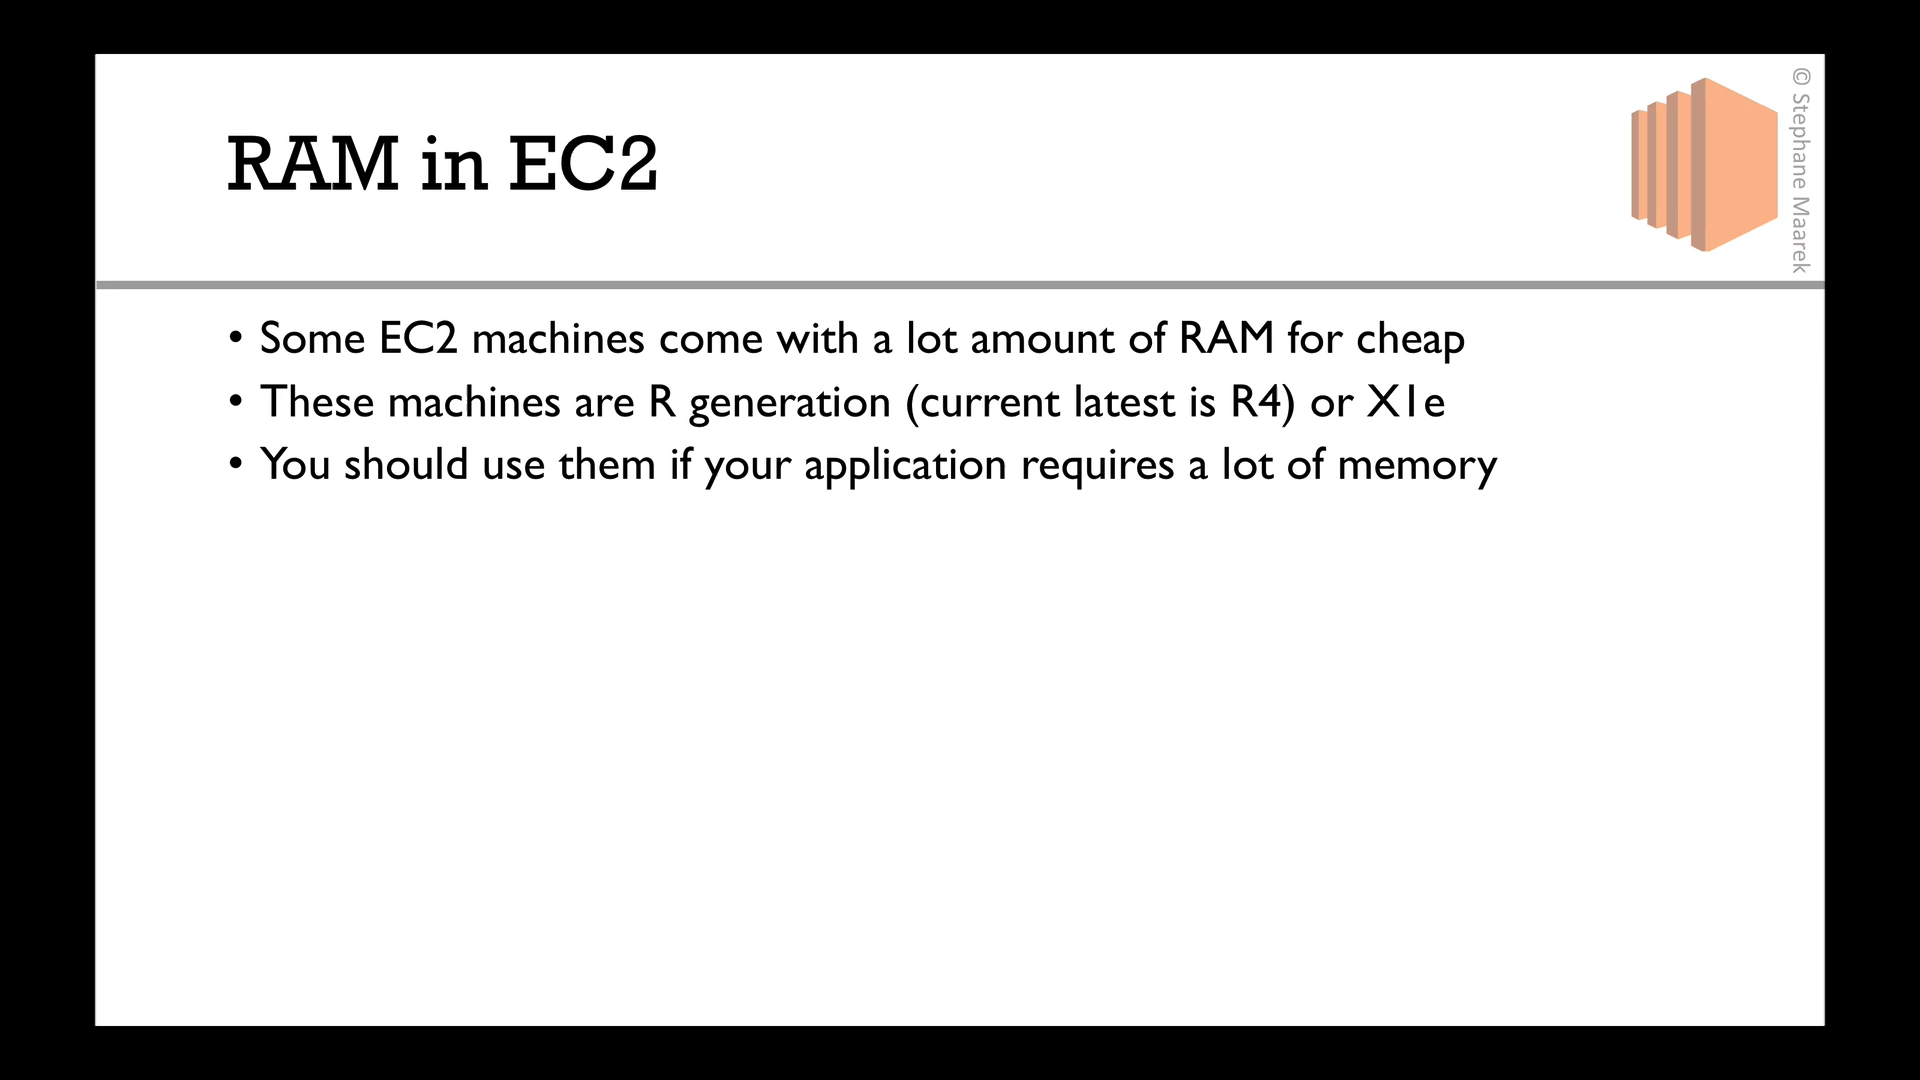 RAM in EC2
© Stephane Maarek
• Some EC2 machines come with a lot amount of RAM for cheap
• These machines are R generation (current latest is R4) or X1e
• You should use them if your application requires a lot of memory